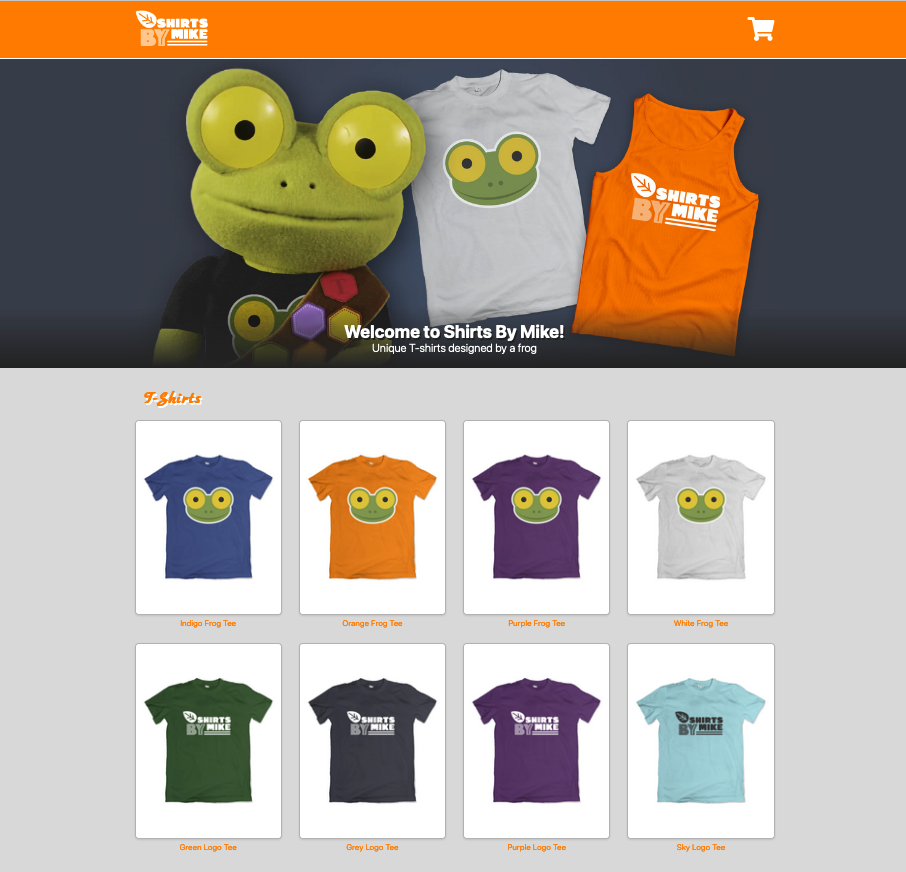 SHIRTS
BY MIKE
SHIRTS
BY MIKE
T
Welcome to Shirts By Mike!
Unique T-shirts designed by a frog
T-Shirts
Indigo Frog Tee
Orange Frog Tee
Purple Frog Tee
White Frog Tee
SHIRTS
BY MIKE
SHIRTS
BY MIKE
SHIRTS
BY MIKE
SHIRTS
BY MIKE
Green Logo Tee
Grey Logo Tee
Purple Logo Tee
Sky Logo Tee